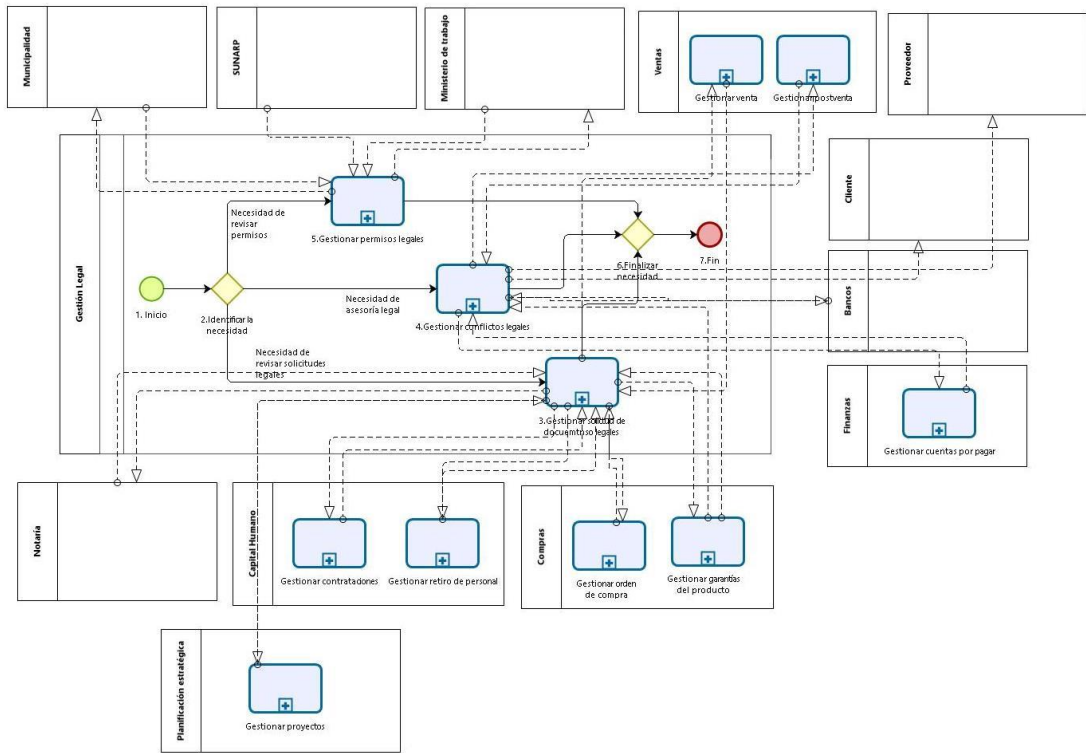 Municipalidad
SUNARP
Ministerio de trabajo
Ventas
Gestionar venta
Gestionar postventa
Proveedor
Cliente
Bancos
Finanzas
Gestionar cuentas por pagar
Gestión Legal
1. Inicio
2.Identificar la
necesidad
Necesidad de
revisar
permisos
5.Gestionar permisos legales
Necesidad de
asesoría legal
4.Gestionar conflictos legales
Necesidad de
revisar solicitudes
legales
3.Gestionar solicitud de
docuemtnso legales
6.Finalizar
necesidad
7.Fin
Notaría
Capital Humano
Gestionar contrataciones
Gestionar retiro de personal
Compras
Gestionar orden
de compra
Gestionar garantías
del producto
Planificación estratégica
Gestionar proyectos